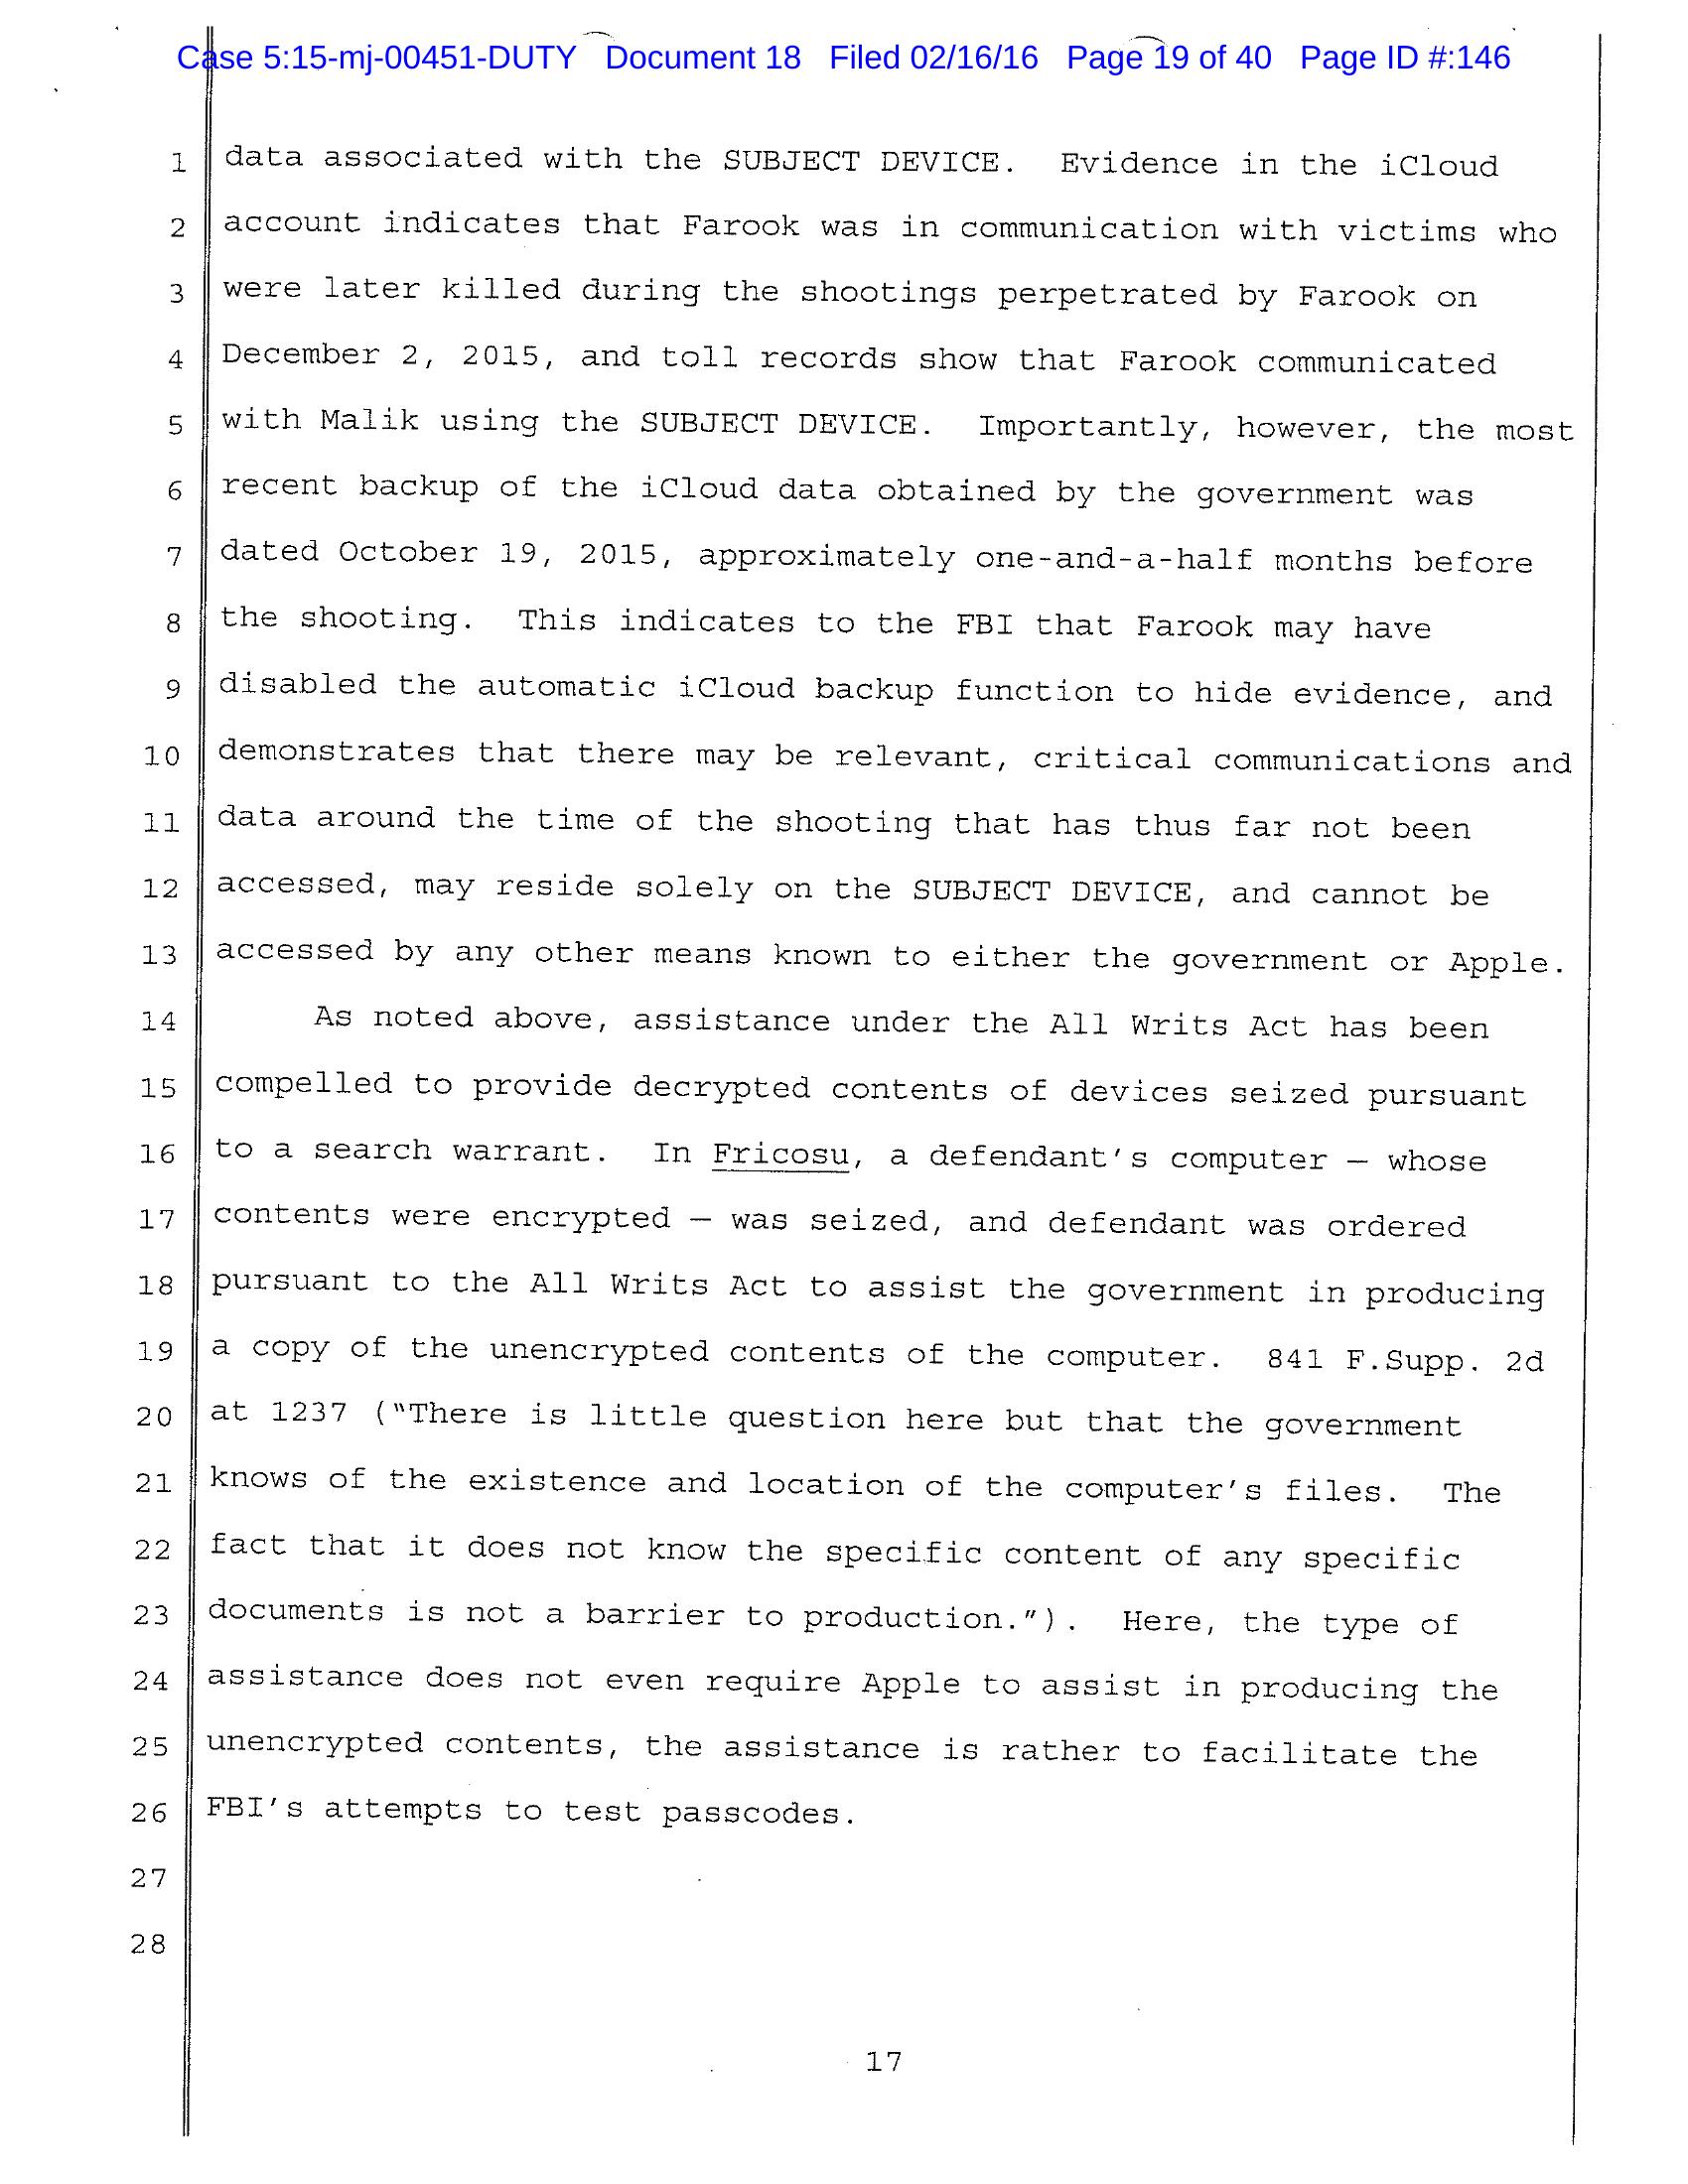 Case 5:15-mj-00451-DUTY Document 18 Filed 02/16/16 Page 19 of 40 Page ID #:146
1 data associated with the SUBJECT DEVICE. Evidence in the iCloud
2 account indicates that Farook was in communication with victims who
3 were later killed during the shootings perpetrated by Farook on
4 December 2, 2015, and toll records show that Farook communicated
5 with Malik using the SUBJECT DEVICE. Importantly, however, the most
6 recent backup of the iCloud data obtained by the government was
7 dated October 19, 2015, approximately one-and-a-half months before
8 the shooting. This indicates to the FBI that Farook may have
9 disabled the automatic iCloud backup function to hide evidence, and
10 demonstrates that there may be relevant, critical communications and
11 data around the time of the shooting that has thus far not been
12 accessed, may reside solely on the SUBJECT DEVICE, and cannot be
13 accessed by any other means known to either the government or Apple.
14 As noted above, assistance under the All Writs Act has been
15 compelled to provide decrypted contents of devices seized pursuant
16 to a search warrant. In Fricosu, a defendant's computer — whose
17 contents were encrypted — was seized, and defendant was ordered
18 pursuant to the All Writs Act to assist the government in producing
19 a copy of the unencrypted contents of the computer. 841 F.Supp. 2d
20 at 1237 ("There is little question here but that the government
21 knows of the existence and location of the computer's files. The
22 fact that it does not know the specific content of any specific
23 documents is not a barrier to production."). Here, the type of
24 assistance does not even require Apple to assist in producing the
25 unencrypted contents, the assistance is rather to facilitate the
26 FBI's attempts to test passcodes.
27
28
17